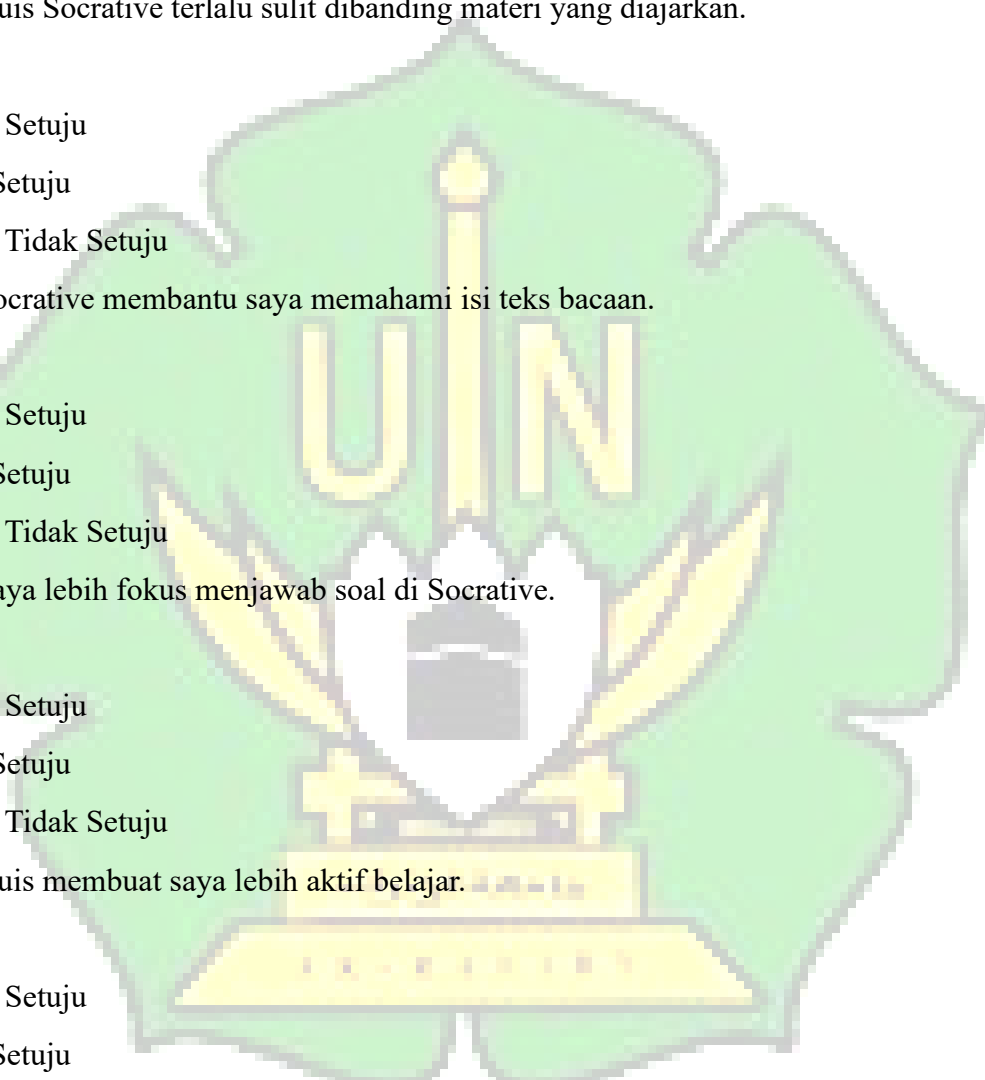 uis Socrative terlalu sulit dibanding materi yang diajarkan.
Setuju
Setuju
Tidak Setuju
ocrative membantu saya memahami isi teks bacaan.
UIN
Setuju
Setuju
Tidak Setuju
aya lebih fokus menjawab soal di Socrative.
Setuju
Setuju
Tidak Setuju
uis membuat saya lebih aktif belajar.
Setuju
Setuju